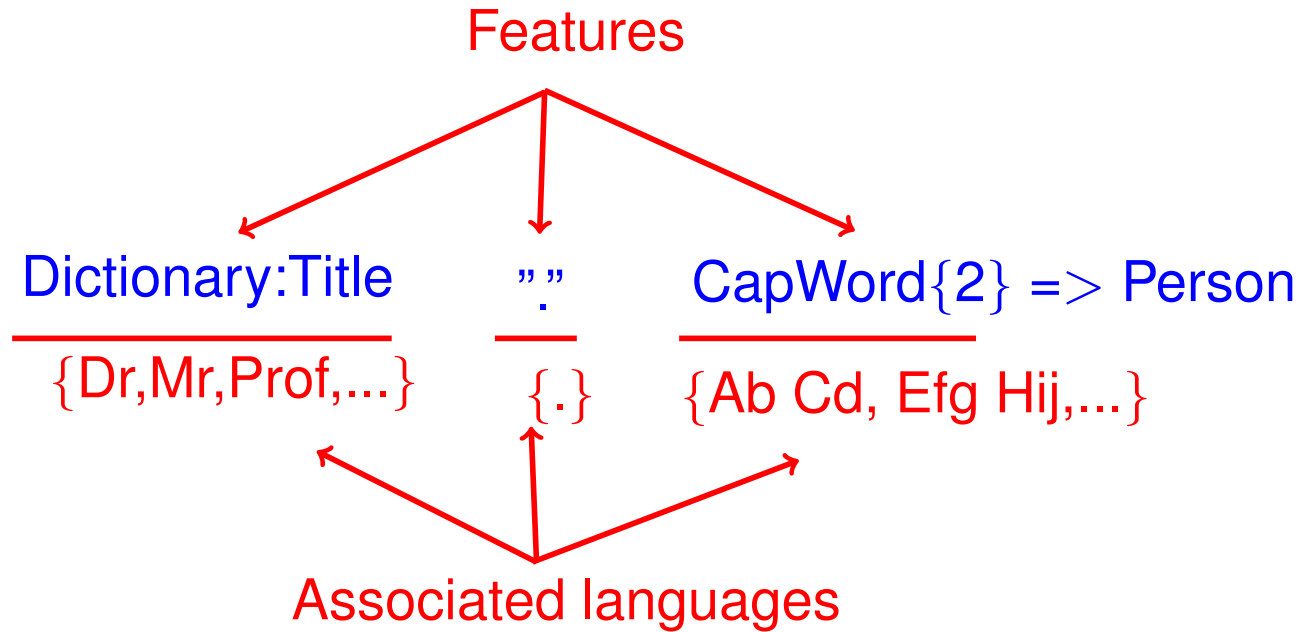 Features
Dictionary:Title ”.” CapWord{2} => Person
{Dr,Mr,Prof,...} {.} {Ab Cd, Efg Hij,...}
Associated languages